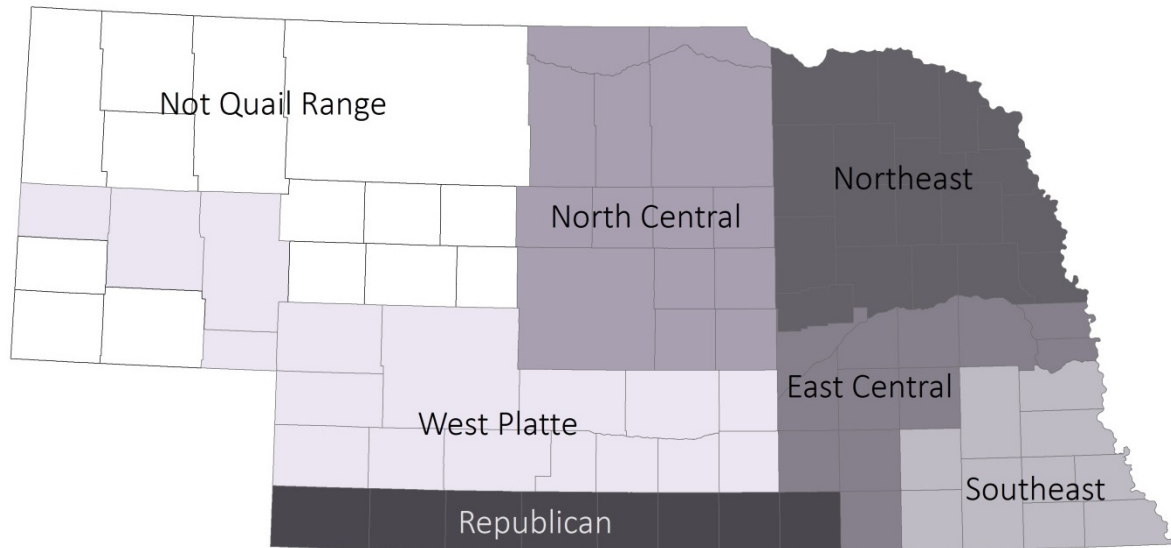 Not Quail Range
Northeast
North Central
East Central
West Platte
Southeast
Republican